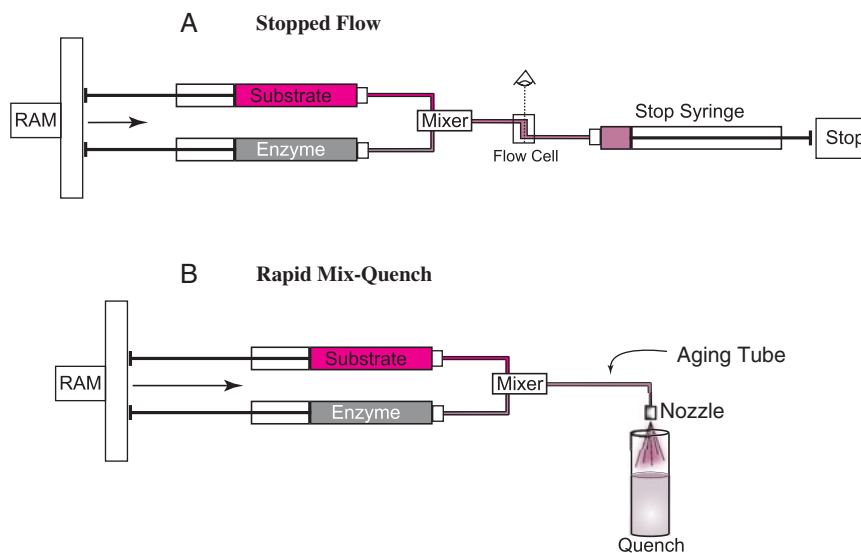 A Stopped Flow
Substrate
RAM
Mixer
Enzyme
Flow Cell
Stop Syringe
Stop
B Rapid Mix-Quench
Substrate
RAM
Mixer
Enzyme
Aging Tube
Nozzle
Quench